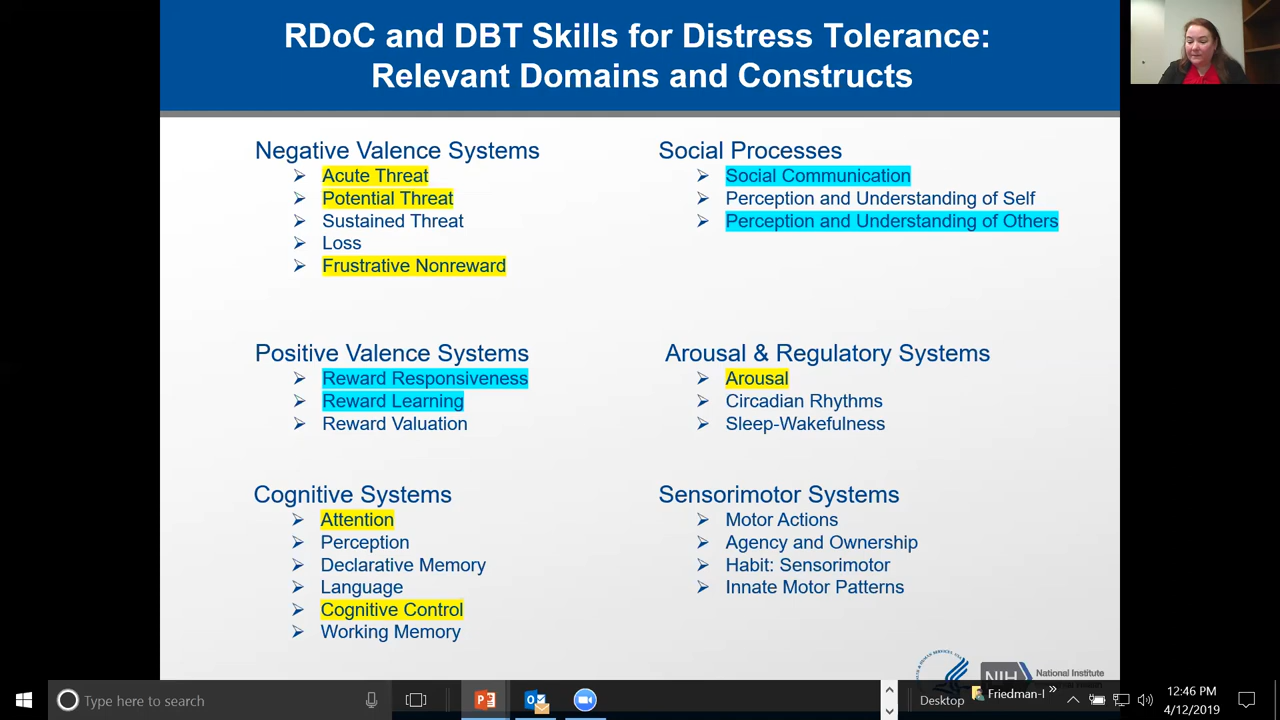 RDoC and DBT Skills for Distress Tolerance:
Relevant Domains and Constructs
Negative Valence Systems
Acute Threat
Potential Threat
Sustained Threat
Loss
Frustrative Nonreward
Social Processes
Social Communication
Perception and Understanding of Self
Perception and Understanding of Others
Positive Valence Systems
Reward Responsiveness
Reward Learning
Reward Valuation
Arousal & Regulatory Systems
Arousal
Circadian Rhythms
Sleep-Wakefulness
Cognitive Systems
Attention
Perception
Declarative Memory
Language
Cognitive Control
Working Memory
Sensorimotor Systems
Motor Actions
Agency and Ownership
Habit: Sensorimotor
Innate Motor Patterns
NIH
National Institute
Type here to search
Desktop
Friedman-I
»
12:46 PM
4/12/2019